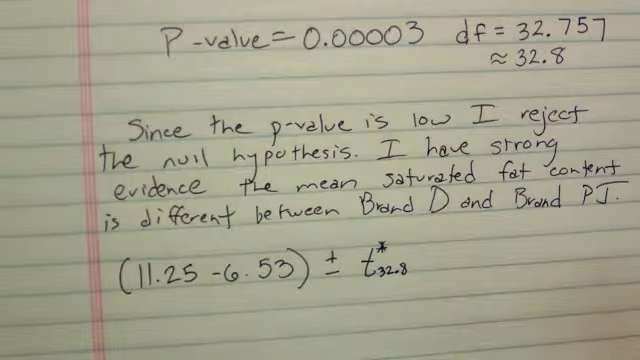 P-value = 0.00003 df = 32.757
≈ 32.8
Since the p-value is low I reject
the null hypothesis. I have strong
evidence the mean saturated fat content
is different between Brand D and Brand PJ.
(11.25 - 6.53) ± t*32.8